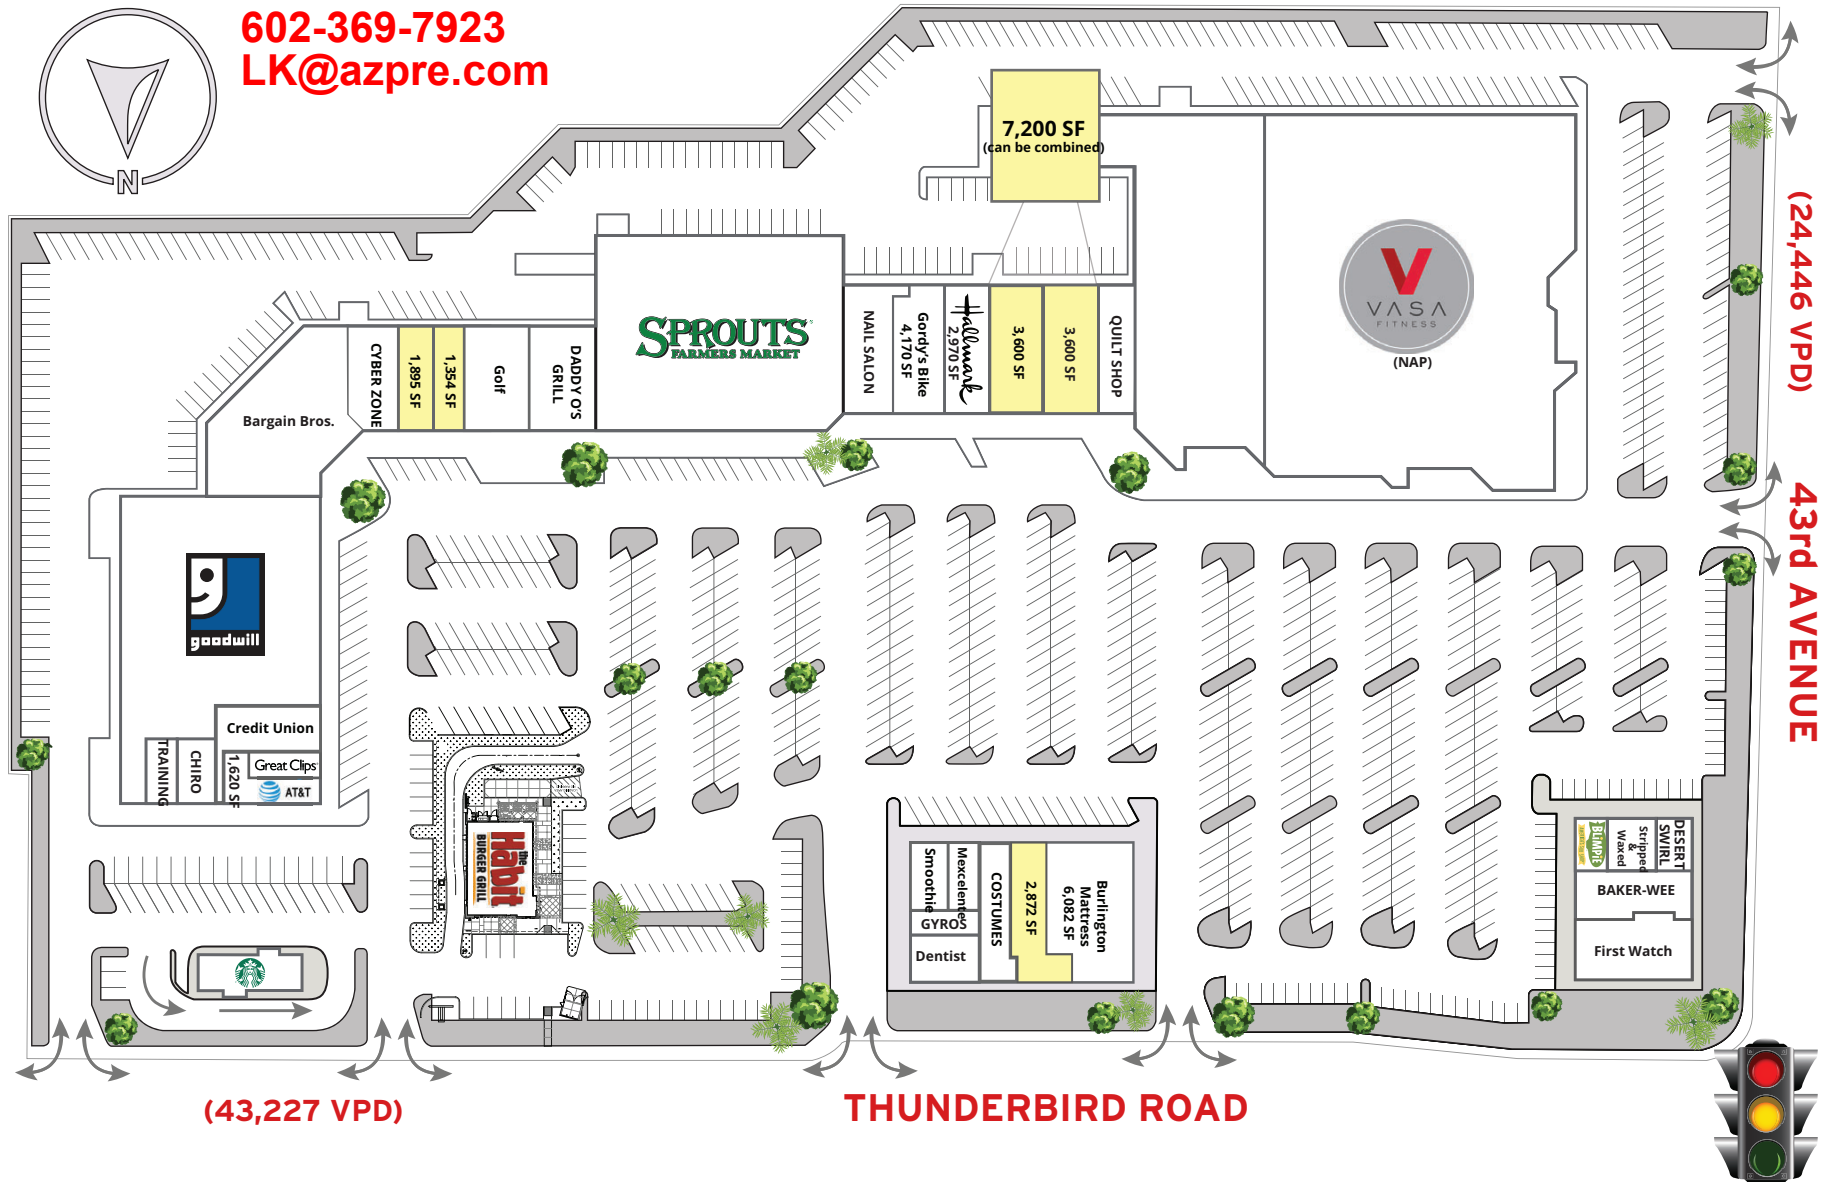 602-369-7923
LK@azpre.com
N
7,200 SF
(can be combined)
(24,446 VPD)
43rd AVENUE
VASA
FITNESS
(NAP)
SPROUTS
FARMERS MARKET
NAIL SALON
Gordy's Bike
4,170 SF
Hallmark
2,970 SF
3,600 SF
3,600 SF
QUILT SHOP
Bargain Bros.
CYBER ZONE
1,895 SF
1,354 SF
Golf
DADDY O'S
GRILL
goodwill
Credit Union
TRAINING
CHIRO
1,620 SF
Great Clips
AT&T
the
Habit
BURGER GRILL
Smoothie
Mexcelente
GYROS
Dentist
COSTUMES
2,872 SF
Burlington
Mattress
6,082 SF
BLIMPIE
Stripped
&
Waxed
DESERT
SWIRL
BAKER-WEE
First Watch
(43,227 VPD)
THUNDERBIRD ROAD